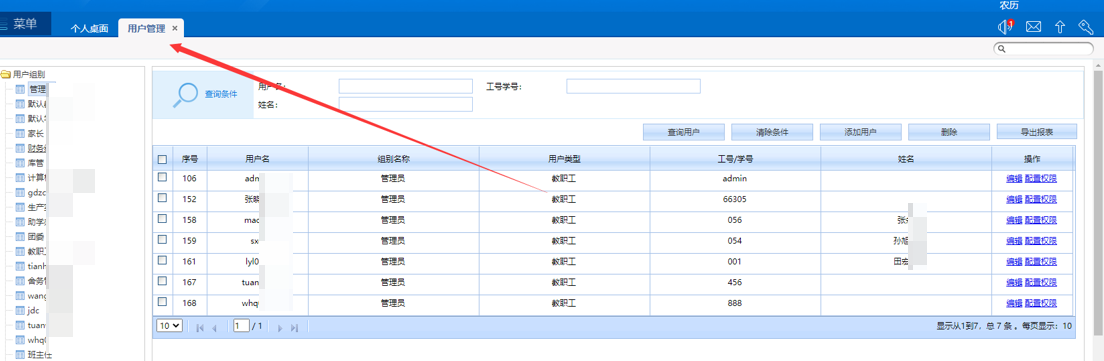 农历
菜单 个人桌面 用户管理 ×
1
用户组别
管理
默认
默认
家长
财务
库管
计算机
gdzc
生产
助学
团委
教职工
tianh
舍务
wang
jdc
tuan
whq
班主任
查询条件
用户名: 工号学号:
姓名:
查询用户 清除条件 添加用户 删除 导出报表
序号 用户名 组别名称 用户类型 工号/学号 姓名 操作
106 adm 管理员 教职工 admin 编辑 配置权限
152 张 管理员 教职工 66305 编辑 配置权限
158 mac 管理员 教职工 056 张 编辑 配置权限
159 sx 管理员 教职工 054 孙旭 编辑 配置权限
161 lyl0 管理员 教职工 001 田宏 编辑 配置权限
167 tuan 管理员 教职工 456 编辑 配置权限
168 whq 管理员 教职工 888 编辑 配置权限
10 1 / 1 显示从1到7，总 7 条 。每页显示：10